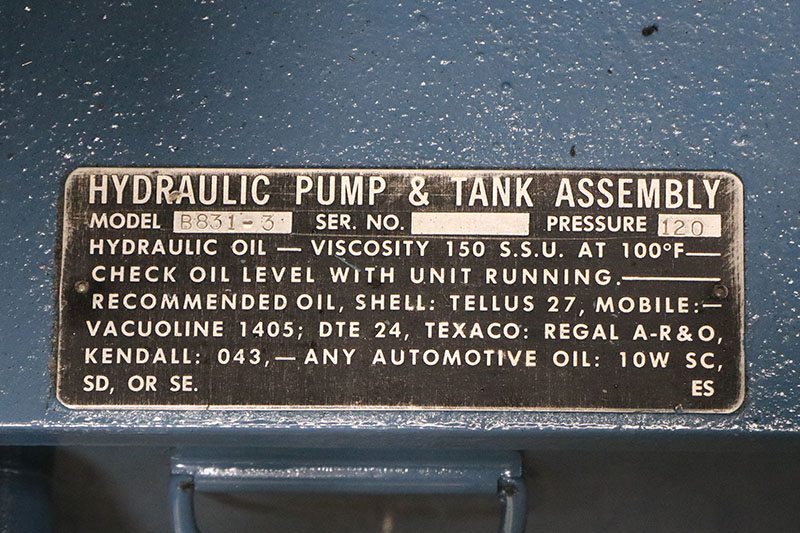 HYDRAULIC PUMP & TANK ASSEMBLY
MODEL B831-3 SER. NO. PRESSURE 120
HYDRAULIC OIL — VISCOSITY 150 S.S.U. AT 100°F—
CHECK OIL LEVEL WITH UNIT RUNNING.—
RECOMMENDED OIL, SHELL: TELLUS 27, MOBILE:—
VACUOLINE 1405; DTE 24, TEXACO: REGAL A-R&O,
KENDALL: 043,— ANY AUTOMOTIVE OIL: 10W SC,
SD, OR SE. ES